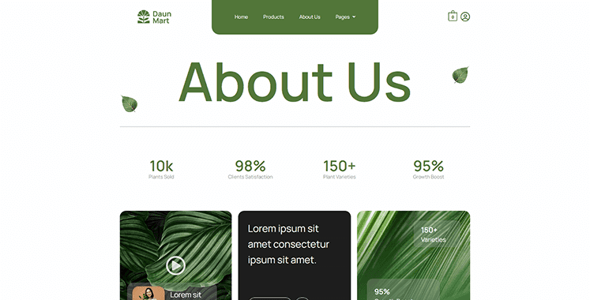 Daun
Mart
Home Products About Us Pages
0
About Us
10k 98% 150+ 95%
Plants Sold Clients Satisfaction Plant Varieties Growth Boost
Lorem ipsum sit
amet consectetur
ipsum sit amet.
150+
Varieties
Lorem sit
95%